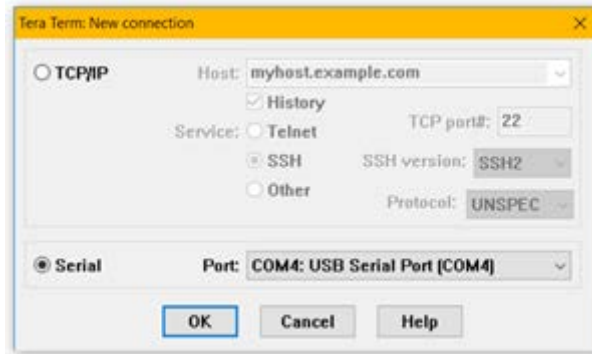 Tera Term: New connection
TCP/IP Host: myhost.example.com
History
Service: Telnet TCP port#: 22
SSH SSH version: SSH2
Other Protocol: UNSPEC
Serial Port: COM4: USB Serial Port (COM4)
OK Cancel Help